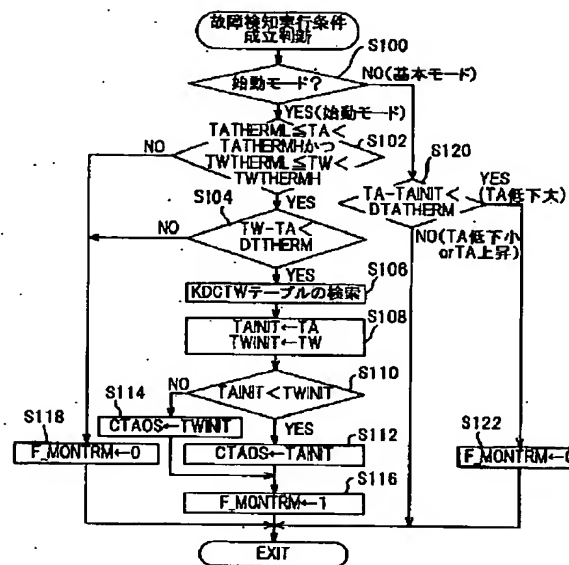 故障検知実行条件
成立判断
S100
始動モード?
NO(基本モード)
YES(始動モード)
TATHERML≦TA<
TATHERMHかつ
TWTHERML≦TW<
TWTHERMH
S102
NO
S120
YES
TA-TAINIT<
DTATHERM
YES
(TA低下大)
S104
TW-TA<
DTTHERM
NO
NO(TA低下小
orTA上昇)
YES
S106
KDCTWテーブルの検索
S108
TAINIT←TA
TWINIT←TW
S110
TAINIT<TWINIT
NO
S114
CTAOS←TWINIT
YES
S112
CTAOS←TAINIT
S118
F_MONTRM←0
S122
F_MONTRM←0
S116
F_MONTRM←1
EXIT